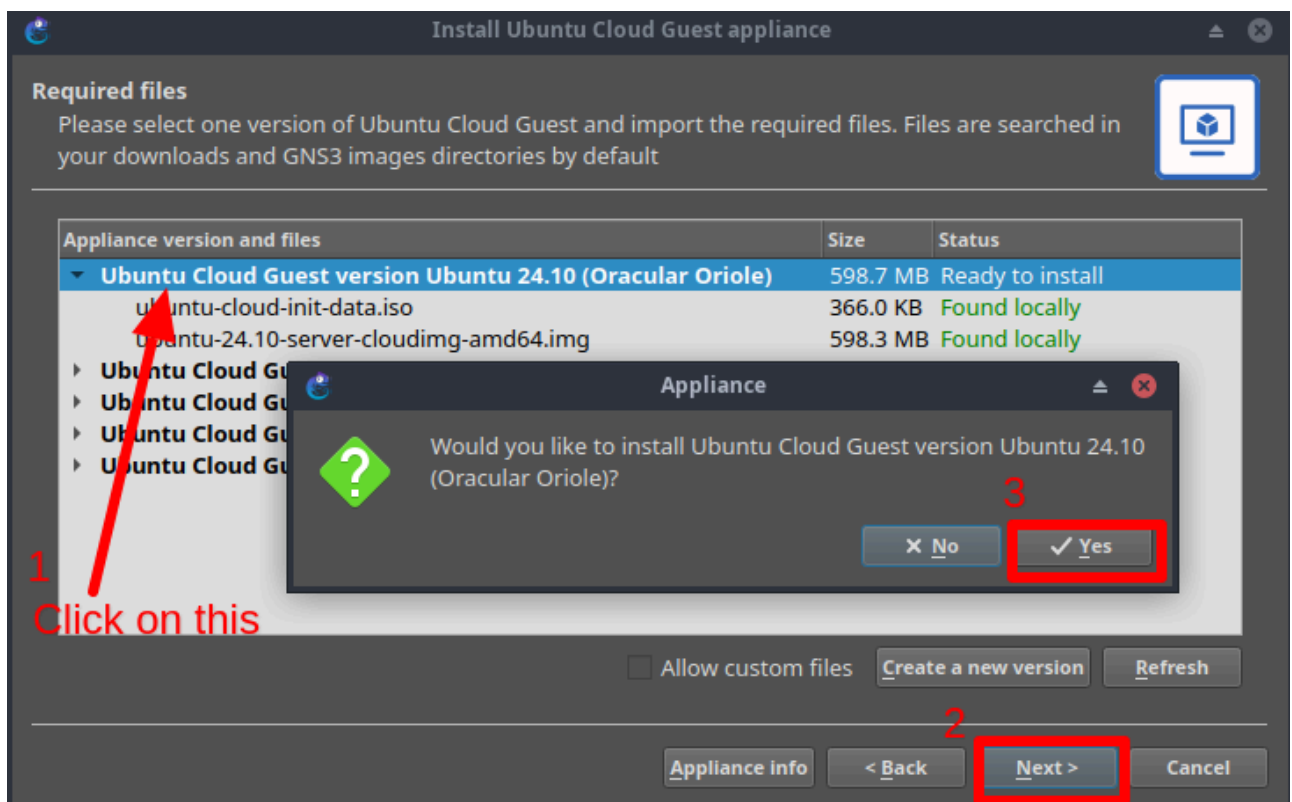 Install Ubuntu Cloud Guest appliance
Required files
Please select one version of Ubuntu Cloud Guest and import the required files. Files are searched in
your downloads and GNS3 images directories by default
Appliance version and files Size Status
Ubuntu Cloud Guest version Ubuntu 24.10 (Oracular Oriole) 598.7 MB Ready to install
ubuntu-cloud-init-data.iso 366.0 KB Found locally
ubuntu-24.10-server-cloudimg-amd64.img 598.3 MB Found locally
Ubuntu Cloud
Ubuntu Cloud
Ubuntu Cloud
Ubuntu Cloud
Appliance
Would you like to install Ubuntu Cloud Guest version Ubuntu 24.10
(Oracular Oriole)?
3
No Yes
1
Click on this
Allow custom files Create a new version Refresh
2
Appliance info < Back Next > Cancel